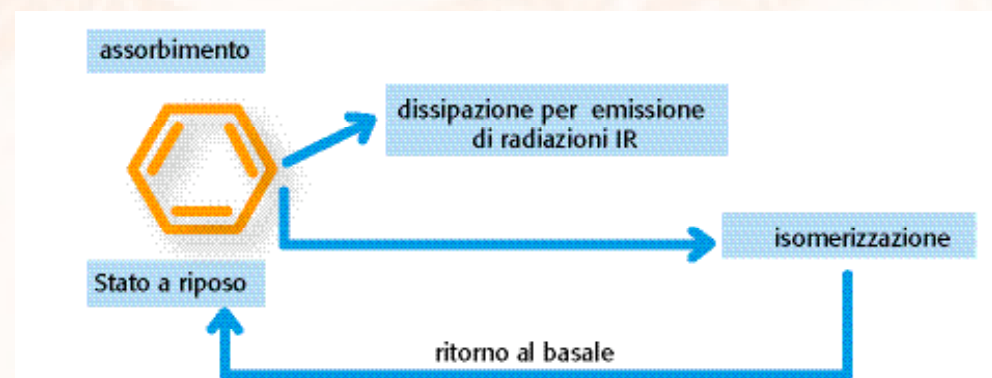 assorbimento
dissipazione per emissione
di radiazioni IR
isomerizzazione
Stato a riposo
ritorno al basale